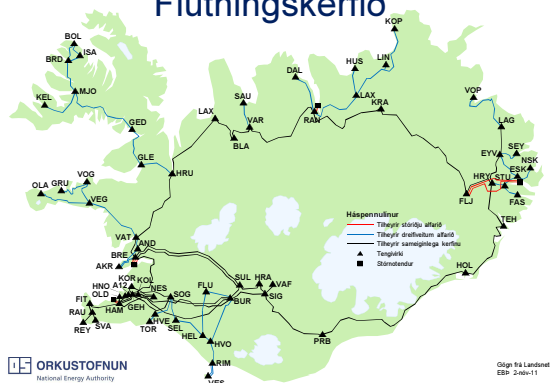 Flutningskerfið
KOP
BOL
ISA
BRD
HUS
LIN
DAL
KEL
MJO
SAU
LAX
VOP
RAN
KRA
LAX
VAR
GED
BLA
LAG
GLE
EYV
SEY
NSK
HRU
VOG
ESK
HRY
STU
OLA
GRU
FLJ
FAS
VEG
Háspennulínur
Tilheyrir stóriðju alfarið
Tilheyrir dreifiveitum alfarið
Tilheyrir sameiginlega kerfinu
Tengivirki
Stórnotendur
TEH
VAT
AND
BRE
AKR
HOL
KOR
KOL
HNO
A12
OLD
NES
SOG
FLU
SUL
HRA
VAF
SIG
BUR
FIT
HAM
GEH
RAU
HVE
SVA
REY
TOR
SEL
HEL
HVO
PRB
RIM
VES
ORKUSTOFNUN
National Energy Authority
Gögn frá Landsnet
EBÞ 2-nóv-11